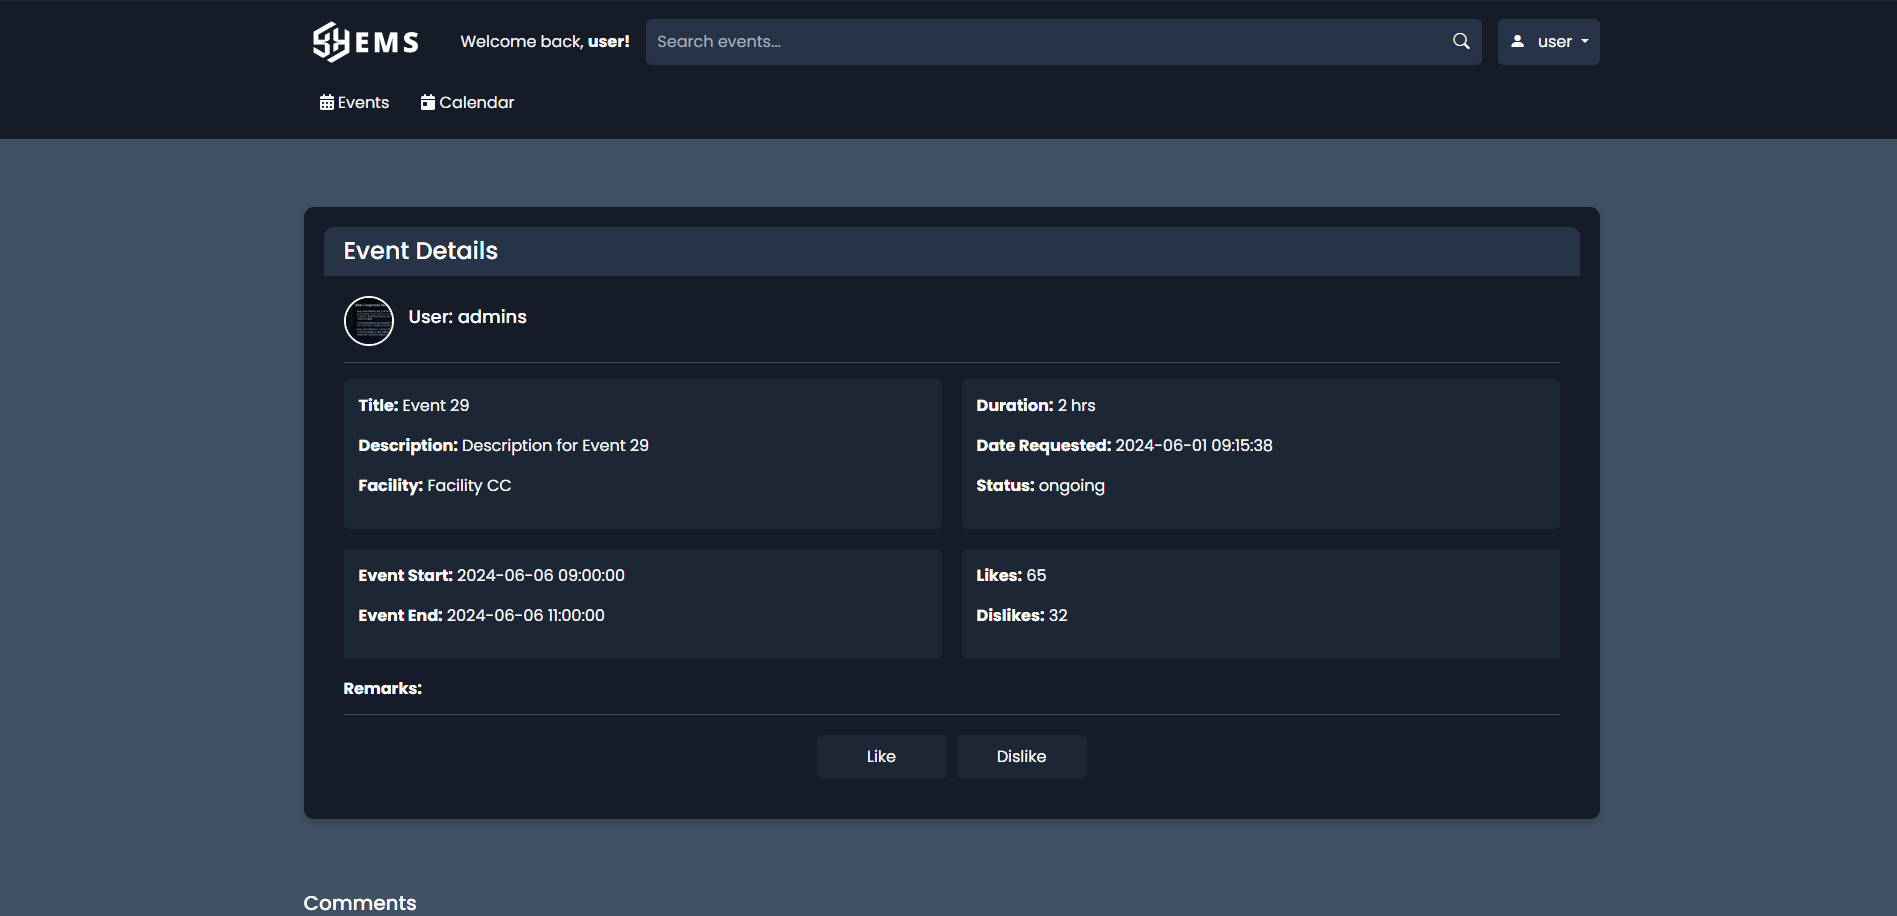 SH EMS
Welcome back, user!
Search events...
user
Events
Calendar
Event Details
User: admins
Title: Event 29
Description: Description for Event 29
Facility: Facility CC
Duration: 2 hrs
Date Requested: 2024-06-01 09:15:38
Status: ongoing
Event Start: 2024-06-06 09:00:00
Event End: 2024-06-06 11:00:00
Likes: 65
Dislikes: 32
Remarks:
Like
Dislike
Comments